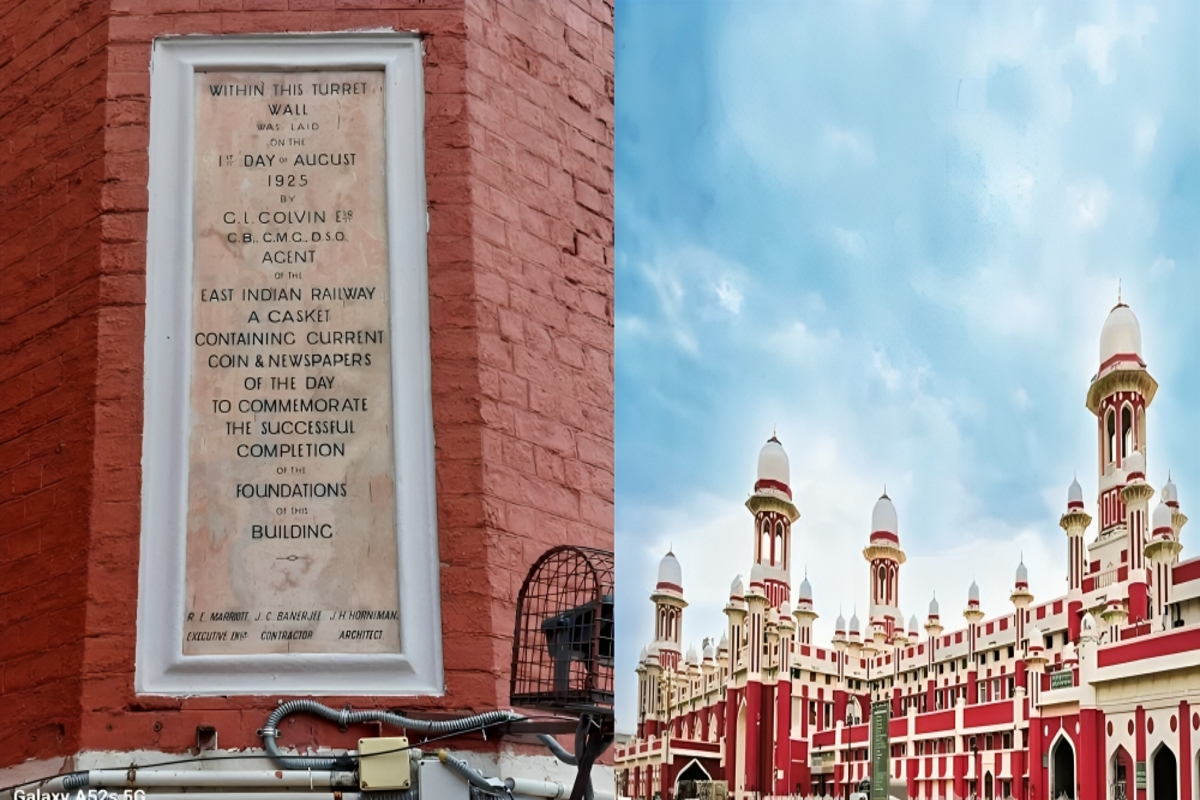 WITHIN THIS TURRET
WALL
WAS LAID
ON THE
1ST DAY OF AUGUST
1925
BY
C.L. COLVIN ESQ
C.B., C.M.G., D.S.O.
AGENT
OF THE
EAST INDIAN RAILWAY
A CASKET
CONTAINING CURRENT
COIN & NEWSPAPERS
OF THE DAY
TO COMMEMORATE
THE SUCCESSFUL
COMPLETION
OF THE
FOUNDATIONS
OF THIS
BUILDING
R. E. MARRIOTT. J. C. BANERJEE J. H. HORNIMAN.
EXECUTIVE ENGR CONTRACTOR ARCHITECT.
Galaxy A52s 5G